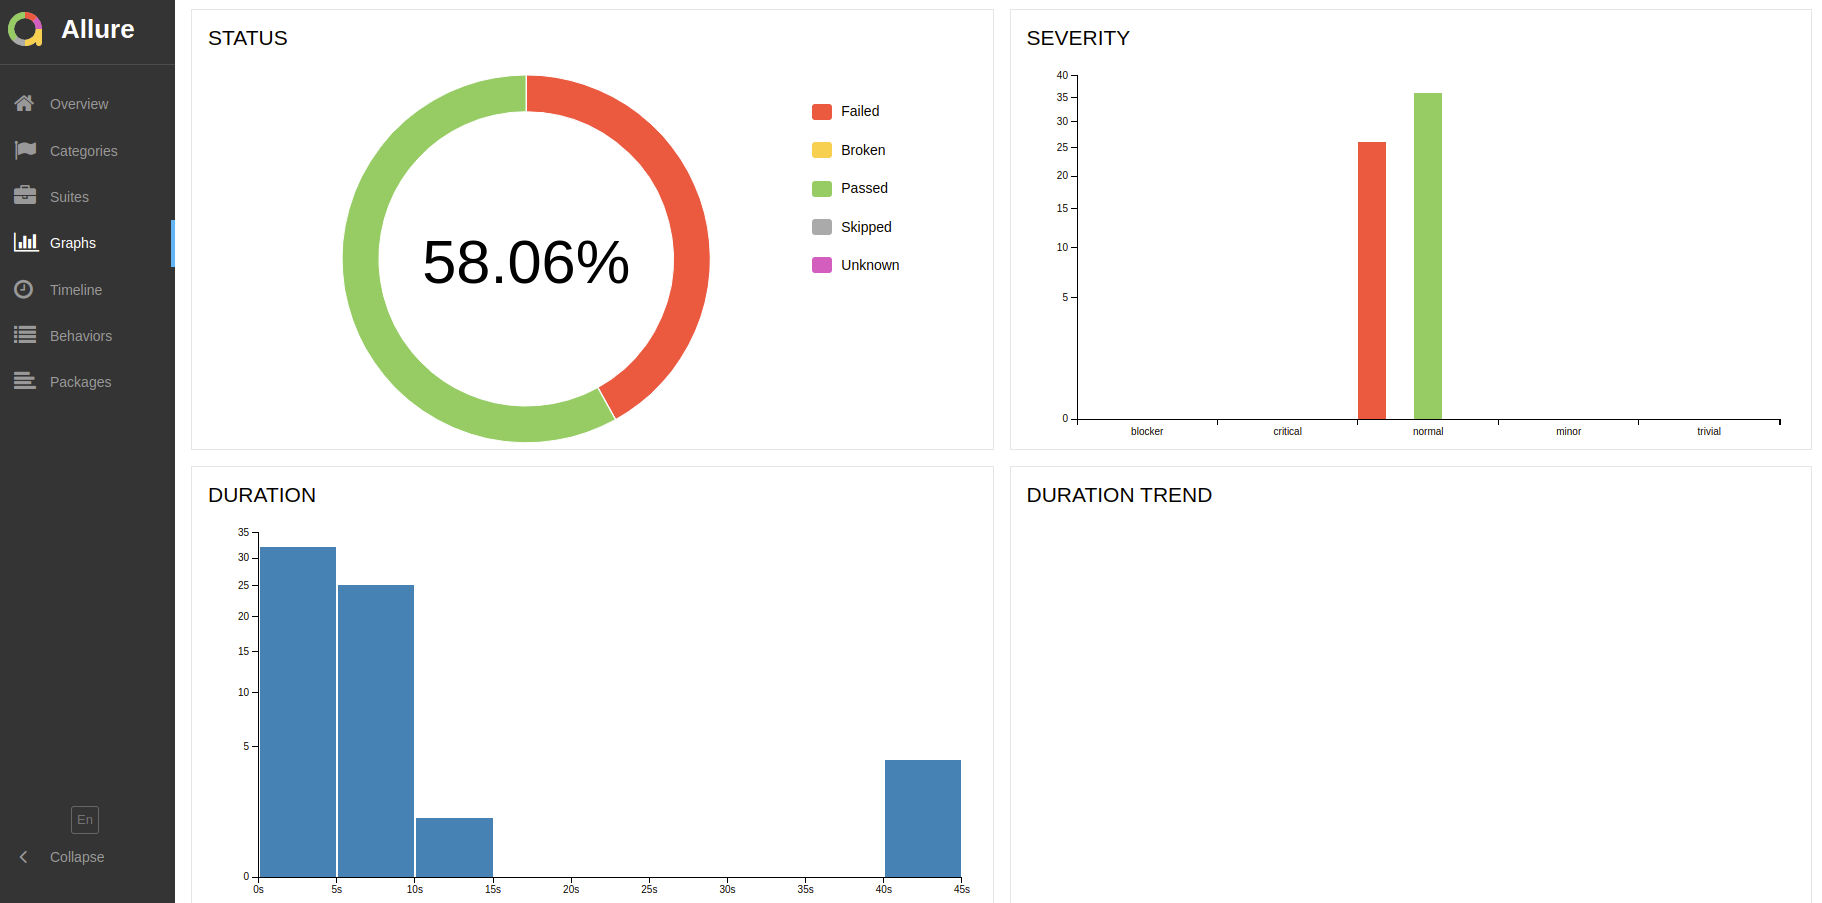 Allure
Overview
Categories
Suites
Graphs
Timeline
Behaviors
Packages
En
Collapse
STATUS
58.06%
Failed
Broken
Passed
Skipped
Unknown
SEVERITY
40
35
30
25
20
15
10
5
0
blocker critical normal minor trivial
DURATION
35
30
25
20
15
10
5
0
0s 5s 10s 15s 20s 25s 30s 35s 40s 45s
DURATION TREND